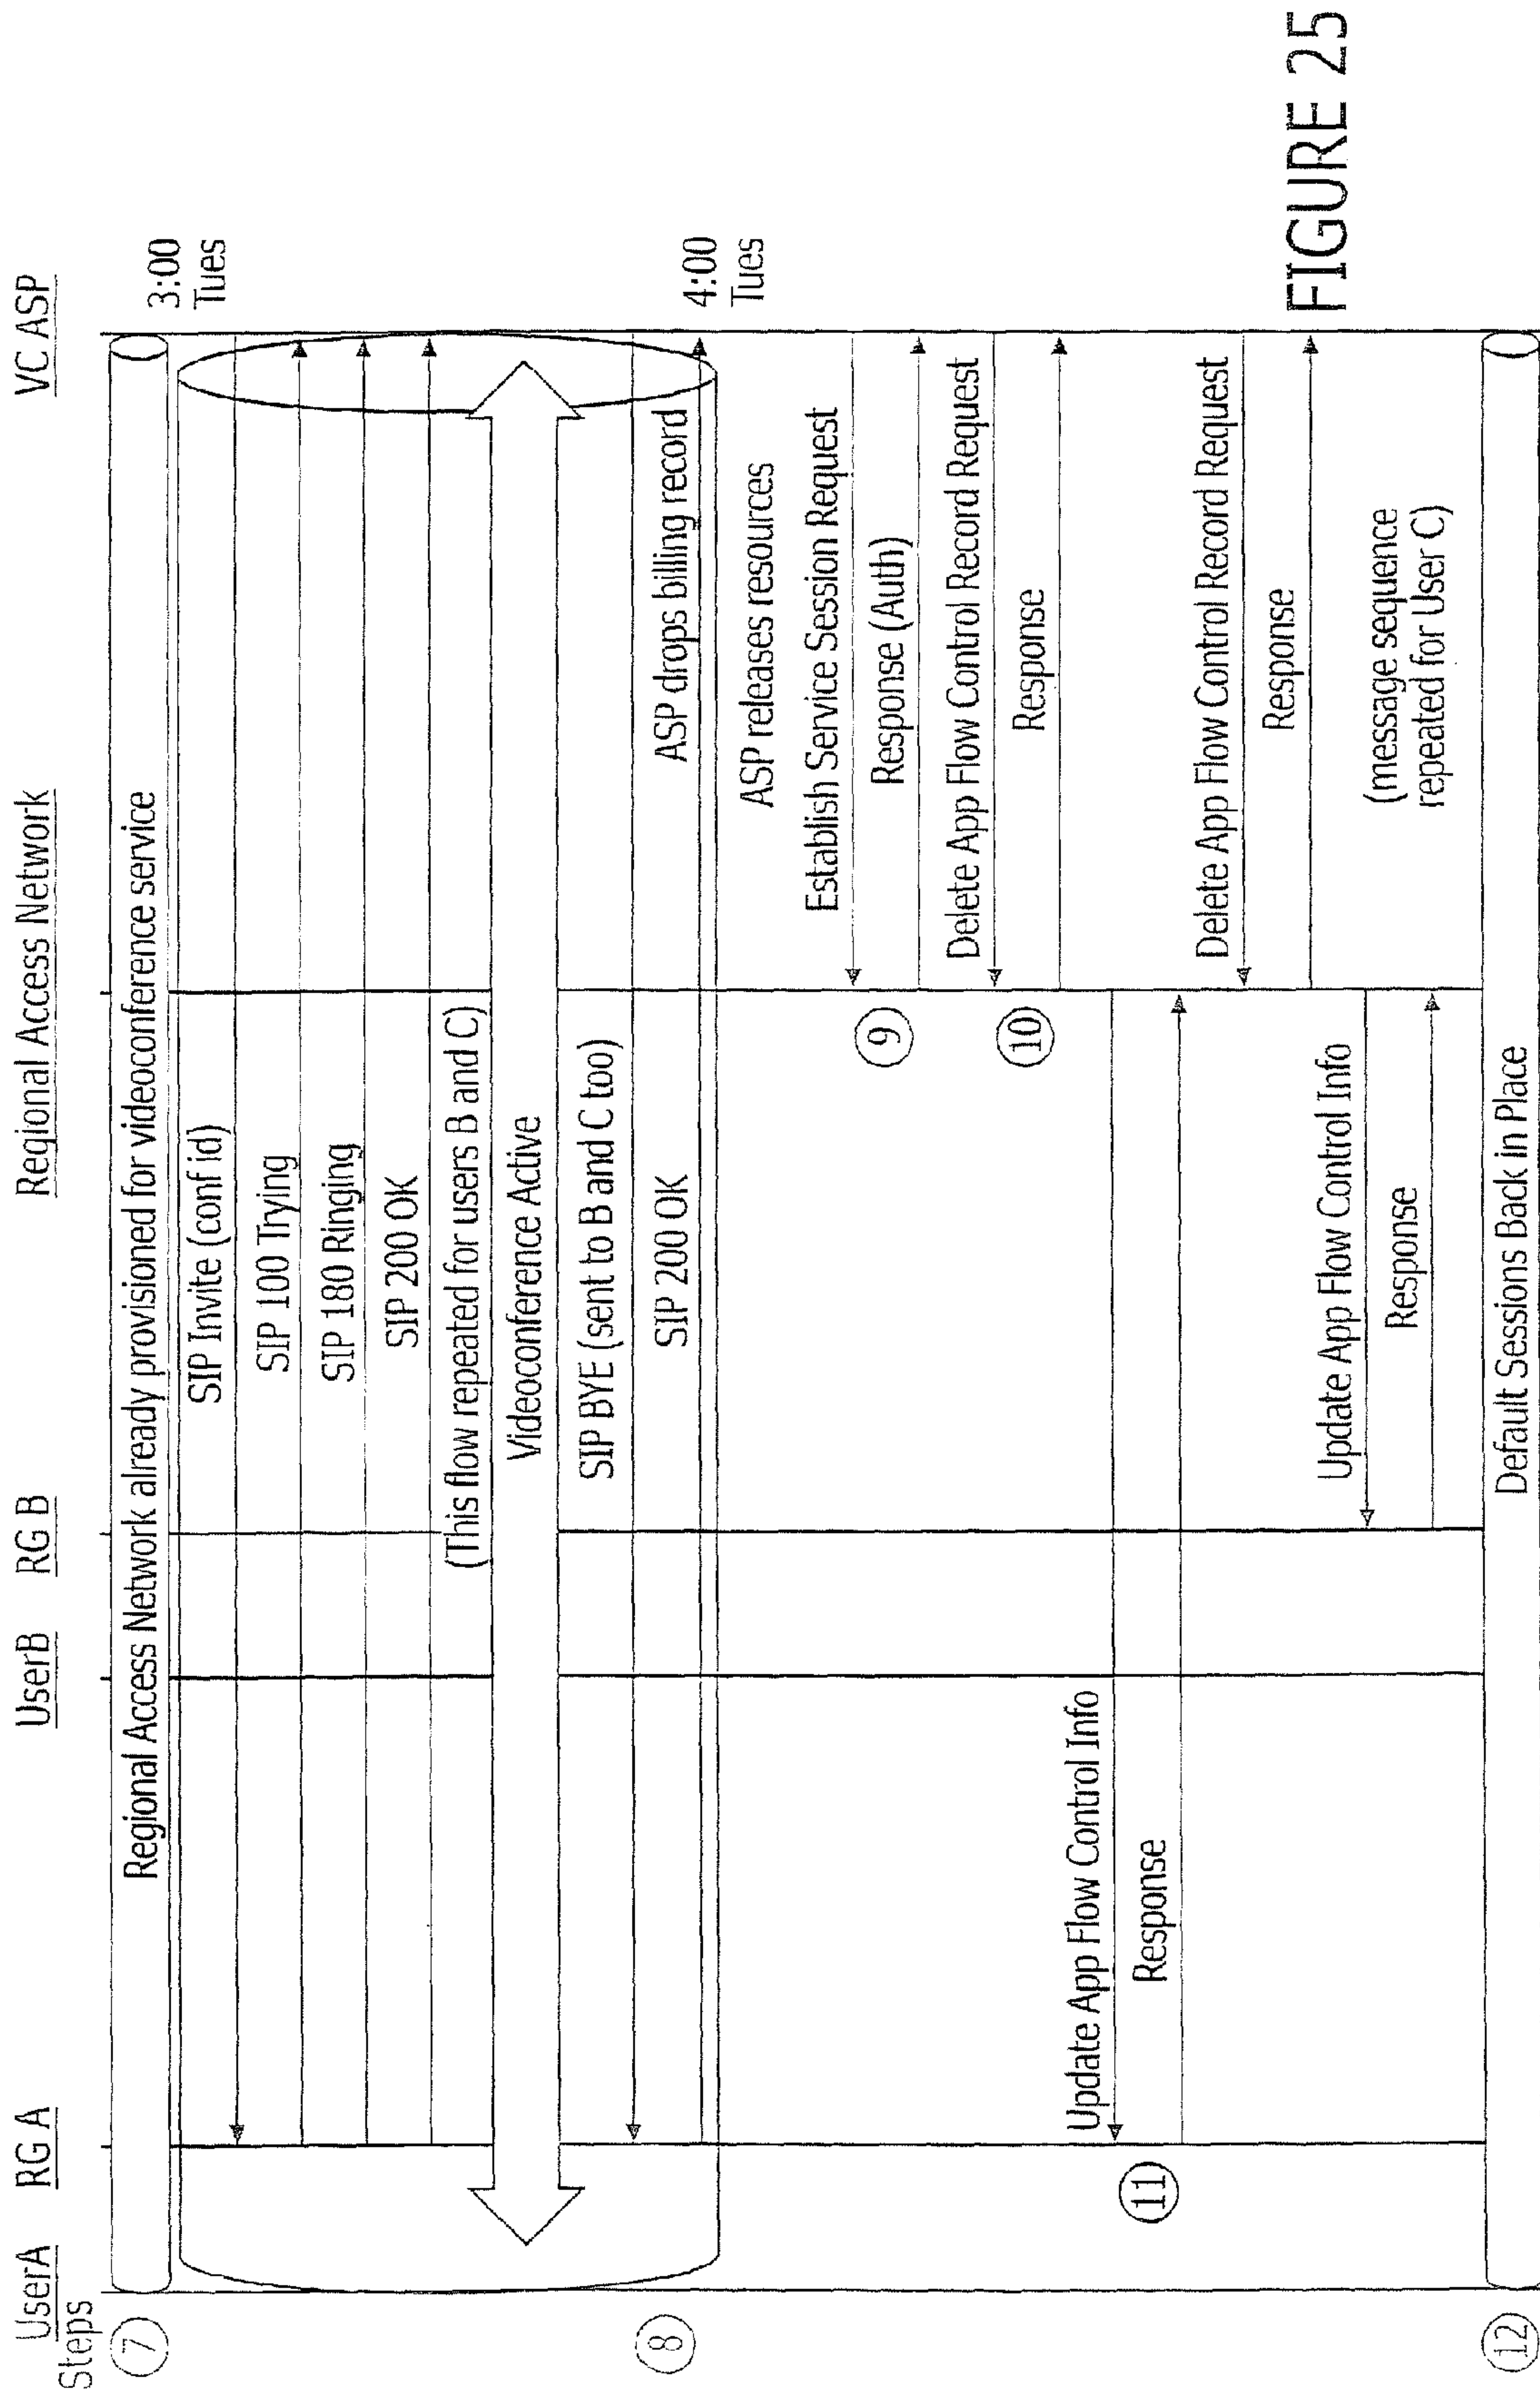 UserA
RG A
UserB
RG B
Regional Access Network
VC ASP
Steps
7
Regional Access Network already provisioned for videoconference service
3:00
Tues
SIP Invite (conf id)
SIP 100 Trying
SIP 180 Ringing
SIP 200 OK
(This flow repeated for users B and C)
Videoconference Active
8
SIP BYE (sent to B and C too)
ASP drops billing record
SIP 200 OK
4:00
Tues
ASP releases resources
Establish Service Session Request
9
Response (Auth)
Delete App Flow Control Record Request
10
Response
Update App Flow Control Info
11
Response
Delete App Flow Control Record Request
Response
Update App Flow Control Info
Response
(message sequence
repeated for User C)
12
Default Sessions Back in Place
FIGURE 25